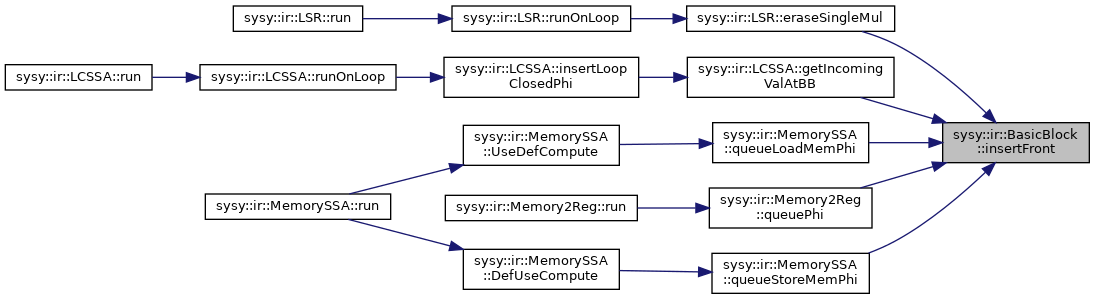 sysy::ir::LSR::run
sysy::ir::LSR::runOnLoop
sysy::ir::LSR::eraseSingleMul
sysy::ir::LCSSA::run
sysy::ir::LCSSA::runOnLoop
sysy::ir::LCSSA::insertLoop
ClosedPhi
sysy::ir::LCSSA::getIncoming
ValAtBB
sysy::ir::BasicBlock
::insertFront
sysy::ir::MemorySSA
::UseDefCompute
sysy::ir::MemorySSA
::queueLoadMemPhi
sysy::ir::MemorySSA::run
sysy::ir::Memory2Reg::run
sysy::ir::Memory2Reg
::queuePhi
sysy::ir::MemorySSA
::DefUseCompute
sysy::ir::MemorySSA
::queueStoreMemPhi